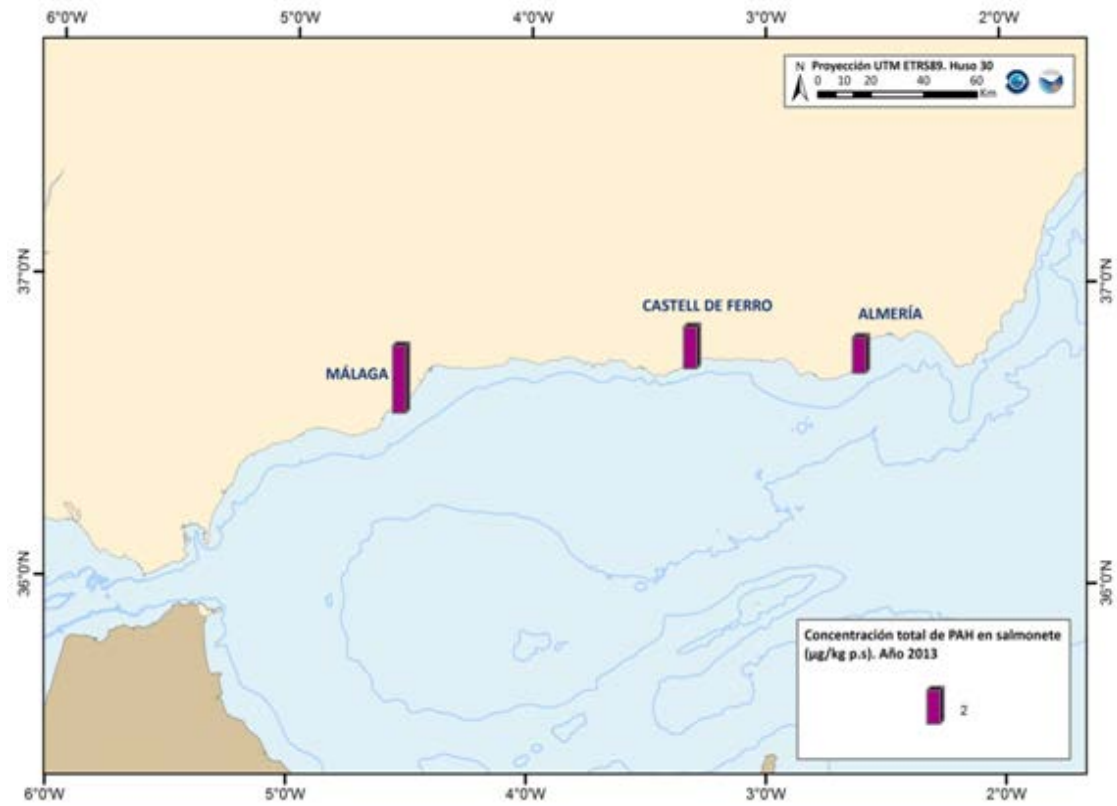 6°0'W 5°0'W 4°0'W 3°0'W 2°0'W
N Proyección UTM ETRS89. Huso 30
0 10 20 40 60
Km
37°0'N 37°0'N
CASTELL DE FERRO
ALMERÍA
MÁLAGA
36°0'N 36°0'N
Concentración total de PAH en salmonete
(µg/kg p.s). Año 2013
2
6°0'W 5°0'W 4°0'W 3°0'W 2°0'W